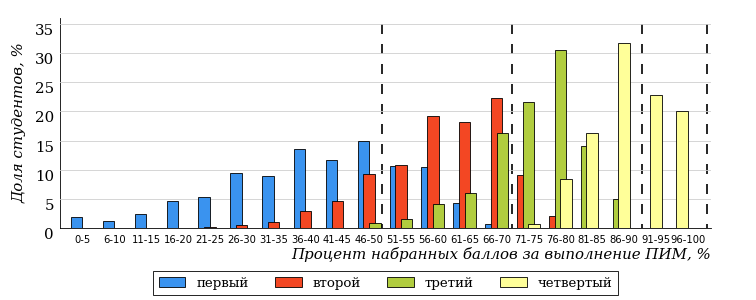 Доля студентов, %
35
30
25
20
15
10
5
0
0-5 6-10 11-15 16-20 21-25 26-30 31-35 36-40 41-45 46-50 51-55 56-60 61-65 66-70 71-75 76-80 81-85 86-90 91-95 96-100
Процент набранных баллов за выполнение ПИМ, %
первый второй третий четвертый